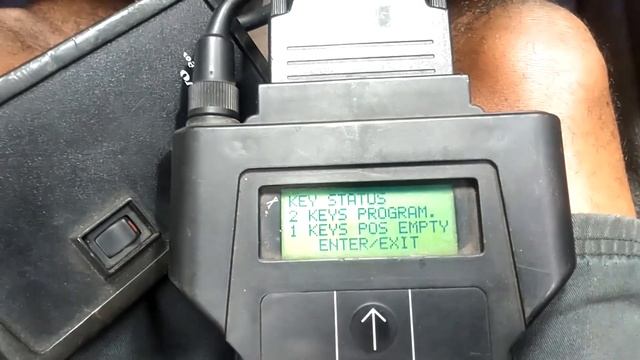 KEY STATUS
2 KEYS PROGRAM.
1 KEYS POS EMPTY
ENTER/EXIT